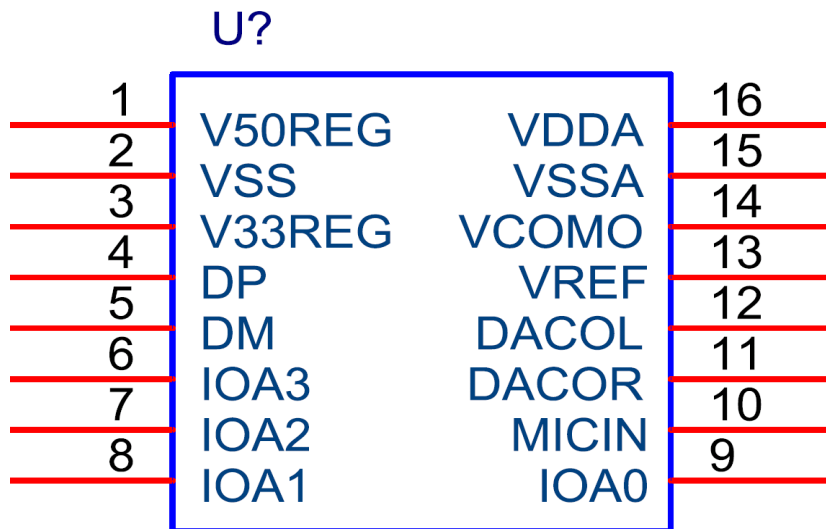 U?
1 V50REG VDDA 16
2 VSS VSSA 15
3 V33REG VCOMO 14
4 DP VREF 13
5 DM DACOL 12
6 IOA3 DACOR 11
7 IOA2 MICIN 10
8 IOA1 IOA0 9